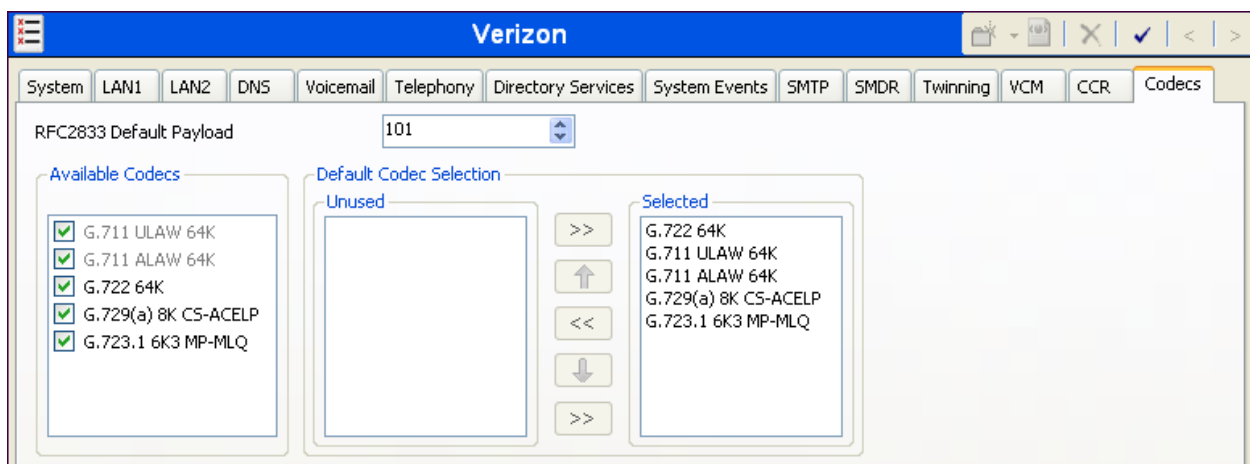 Verizon
System LAN1 LAN2 DNS Voicemail Telephony Directory Services System Events SMTP SMDR Twinning VCM CCR Codecs
RFC2833 Default Payload 101
Available Codecs
G.711 ULAW 64K
G.711 ALAW 64K
G.722 64K
G.729(a) 8K CS-ACELP
G.723.1 6K3 MP-MLQ
Default Codec Selection
Unused
>>
<<
>>
Selected
G.722 64K
G.711 ULAW 64K
G.711 ALAW 64K
G.729(a) 8K CS-ACELP
G.723.1 6K3 MP-MLQ